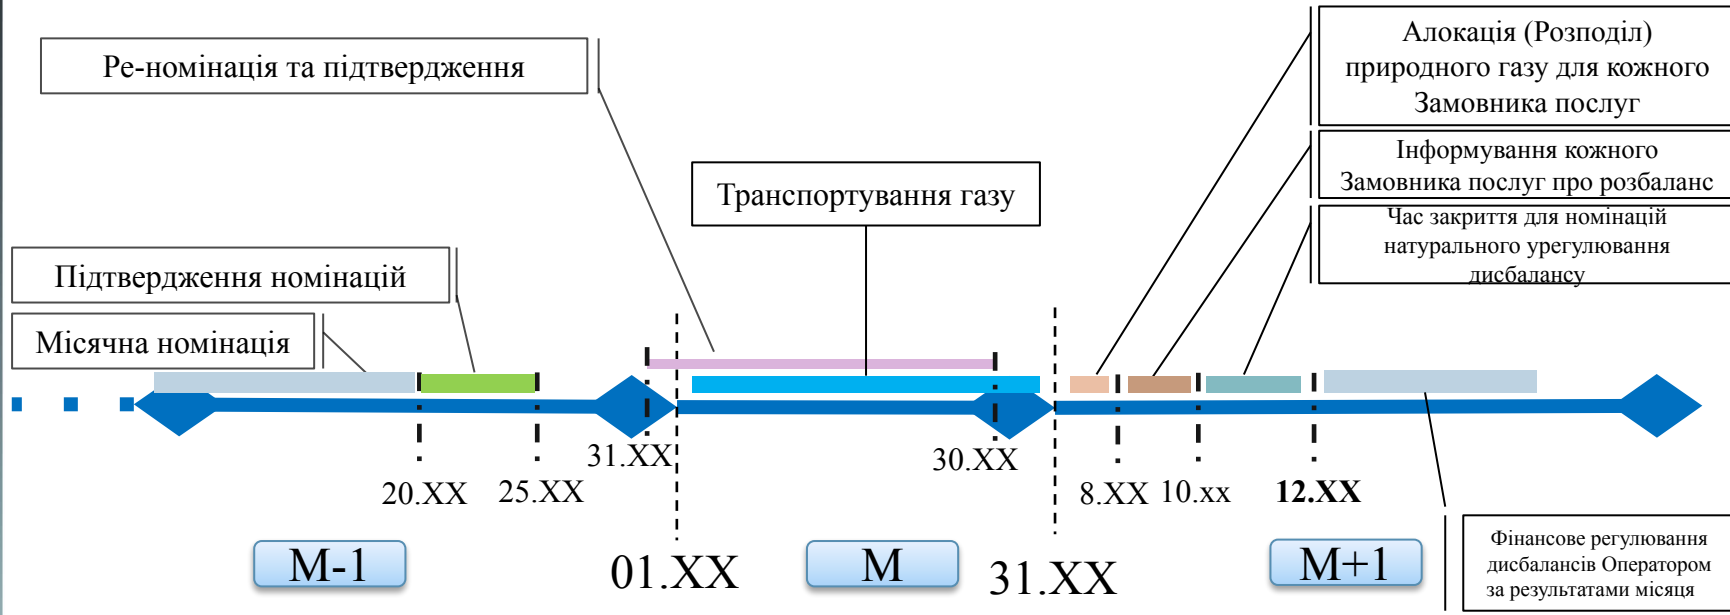 Ре-номінація та підтвердження
Алокація (Розподіл)
природного газу для кожного
Замовника послуг
Інформування кожного
Замовника послуг про розбаланс
Транспортування газу
Час закриття для номінацій
натурального урегулювання
дисбалансу
Підтвердження номінацій
Місячна номінація
31.XX
30.XX
20.XX
25.XX
8.XX
10.xx
12.XX
М-1
01.XX
М
31.XX
М+1
Фінансове регулювання
дисбалансів Оператором
за результатами місяця